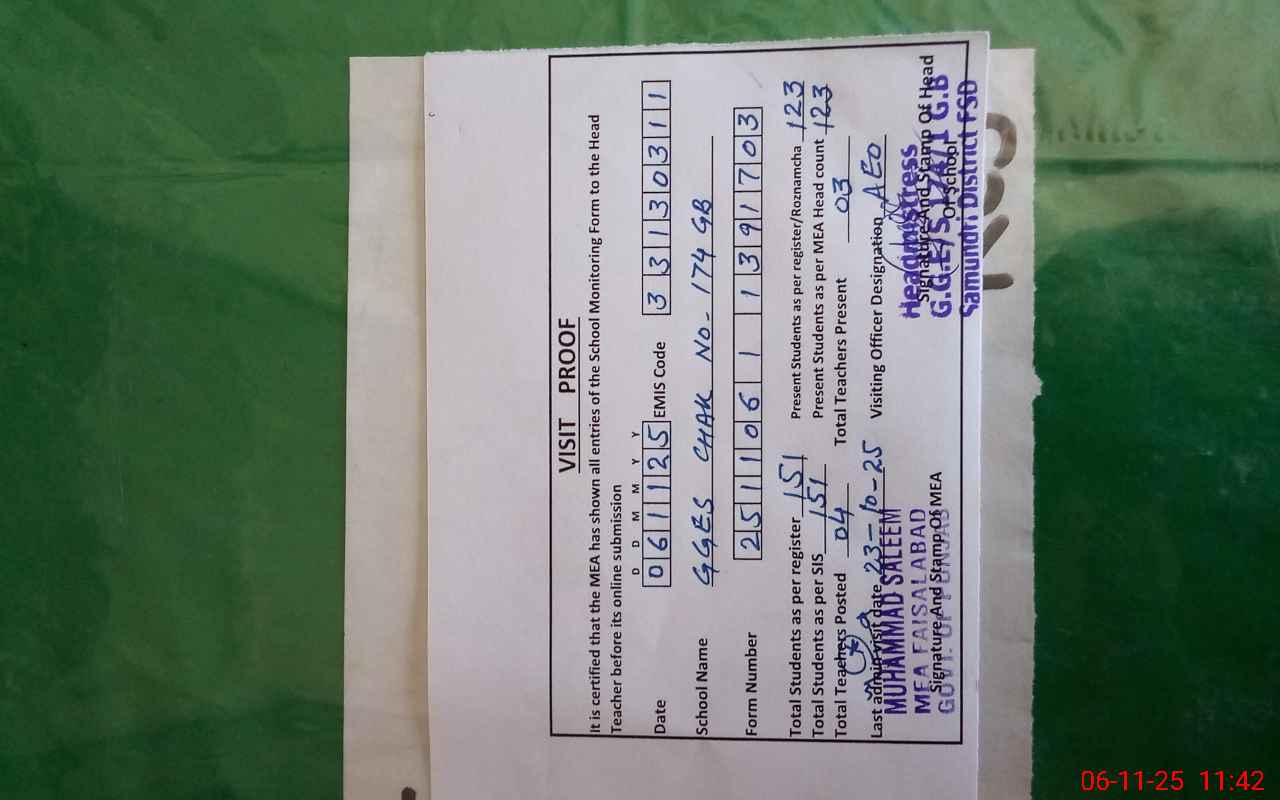 VISIT PROOF
It is certified that the MEA has shown all entries of the School Monitoring Form to the Head
Teacher before its online submission
D D M M Y Y
Date 0 6 1 1 2 5 EMIS Code 3 3 1 3 0 3 1 1
School Name GGES CHAK NO- 174 GB
Form Number 2 5 1 1 0 6 1 1 3 9 1 7 0 3
Total Students as per register 151 Present Students as per register/Roznamcha 123
Total Students as per SIS 151 Present Students as per MEA Head count 123
Total Teachers Posted 04 Total Teachers Present 03
Last admin visit date 23-10-25 Visiting Officer Designation AEO
MUHAMMAD SALEEM
MEA FAISALABAD
Signature And Stamp Of MEA
GOVT. OF PUNJAB
Headmistress
Signature And Stamp Of Head
G.G.E/S 174/1 G.B
Of School
Samundri District FSD
06-11-25 11:42